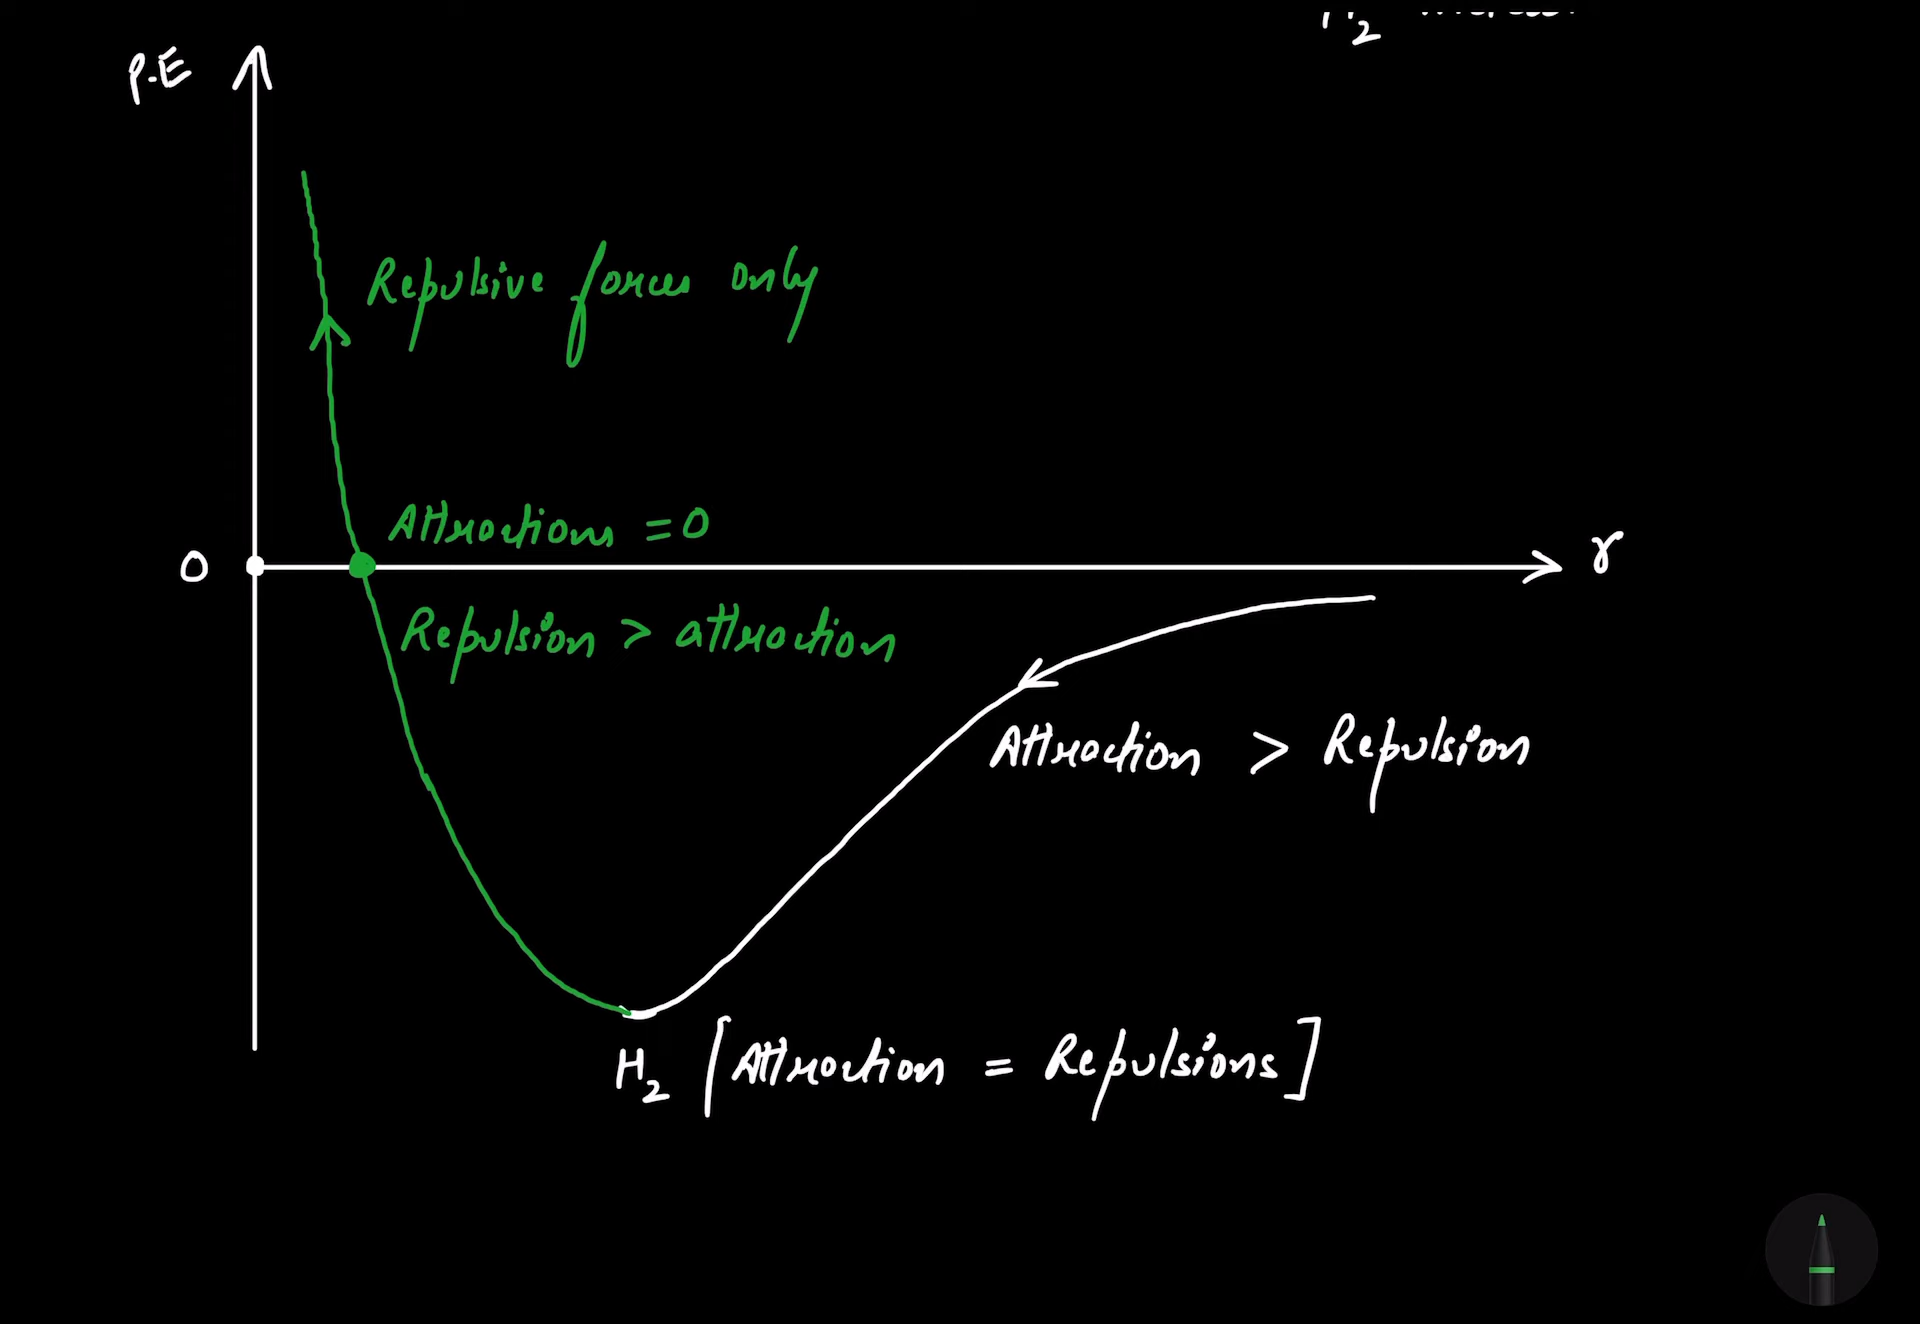 P.E
Repulsive forces only
Attractions = 0
0
r
Repulsion > attraction
Attraction > Repulsion
H2 [Attraction = Repulsions]